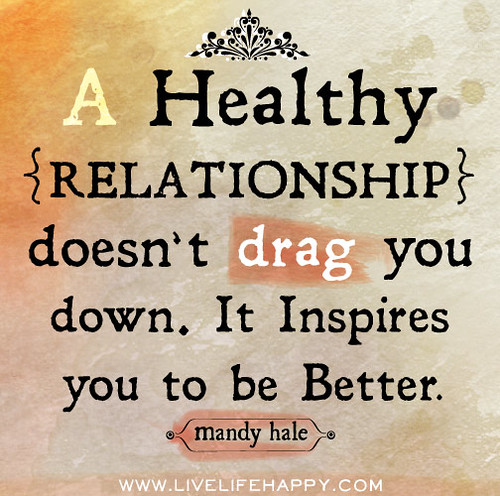 A Healthy
{RELATIONSHIP}
doesn't drag you
down. It Inspires
you to be Better.
mandy hale
WWW.LIVELIFEHAPPY.COM